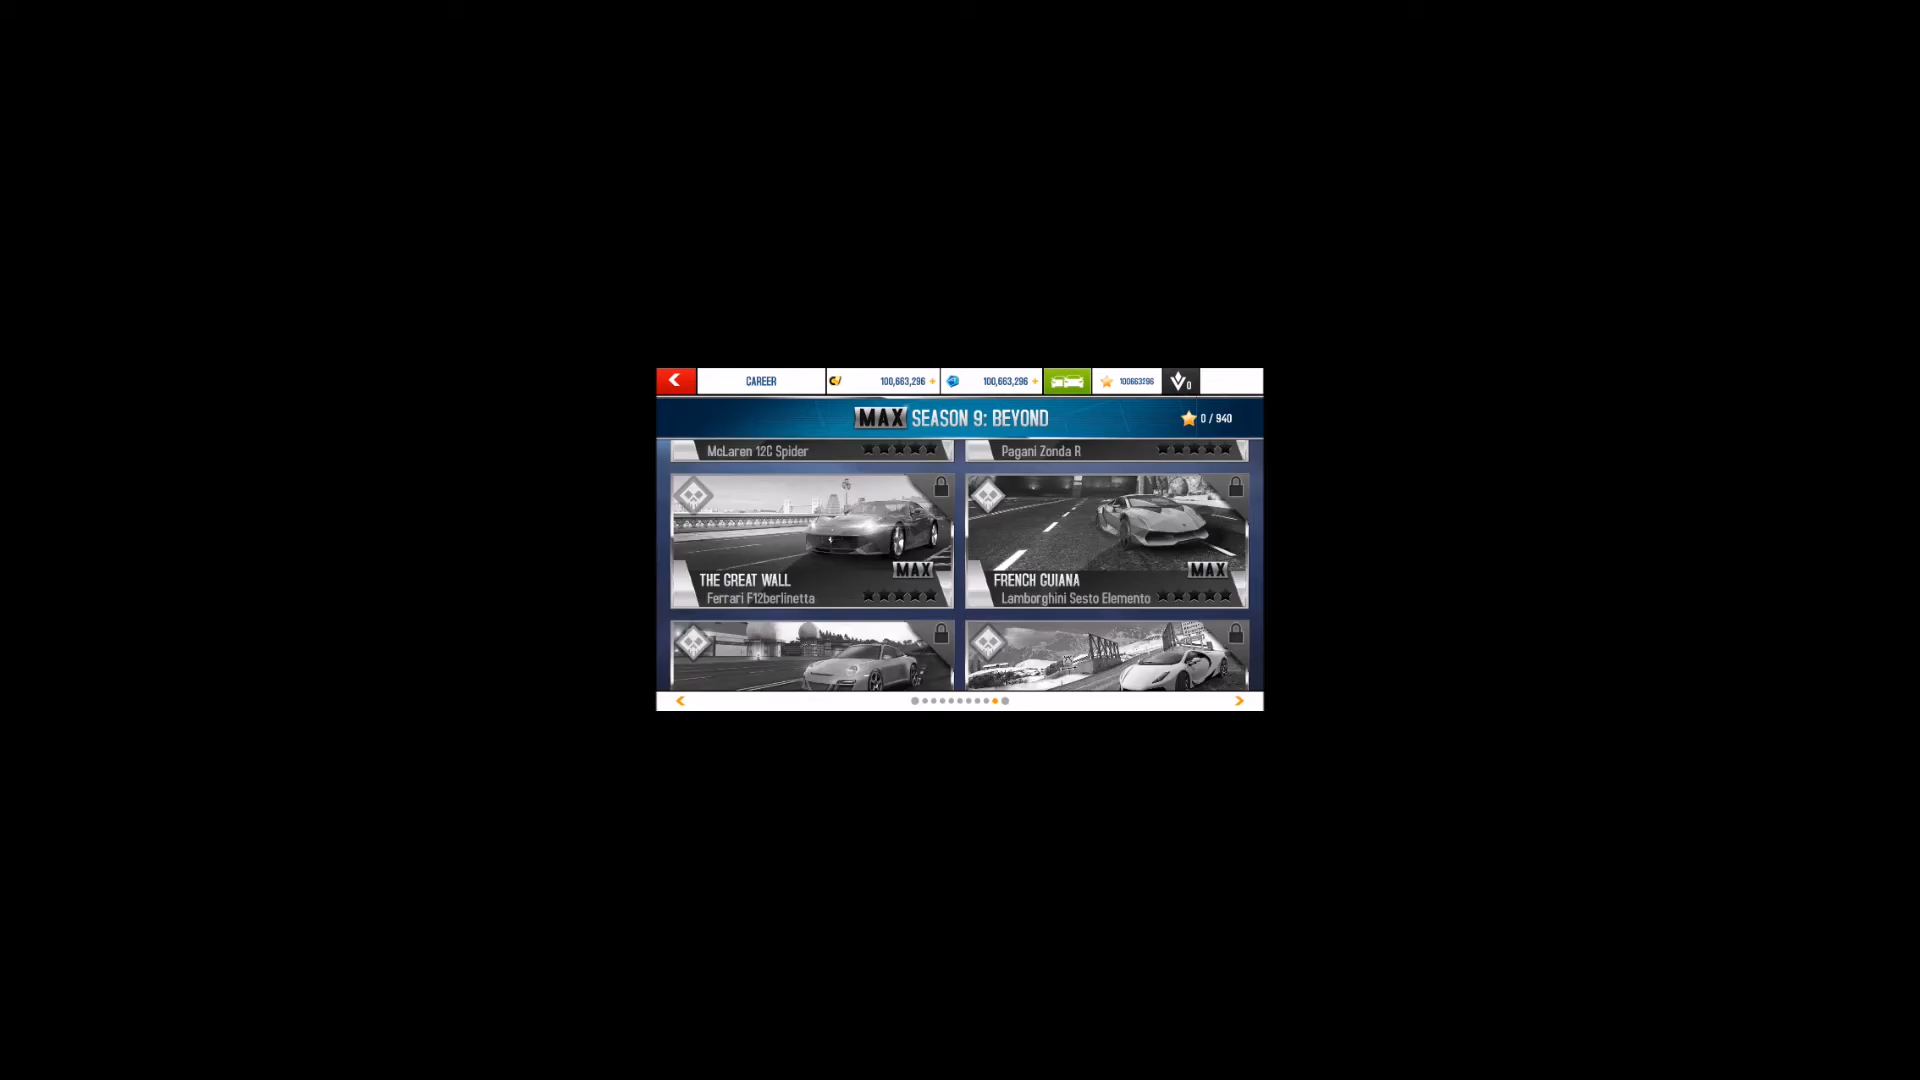 CAREER
100,663,296 +
100,663,296 +
100663296
0
MAX SEASON 9: BEYOND
0 / 940
McLaren 12C Spider
Pagani Zonda R
MAX
THE GREAT WALL
Ferrari F12berlinetta
MAX
FRENCH GUIANA
Lamborghini Sesto Elemento